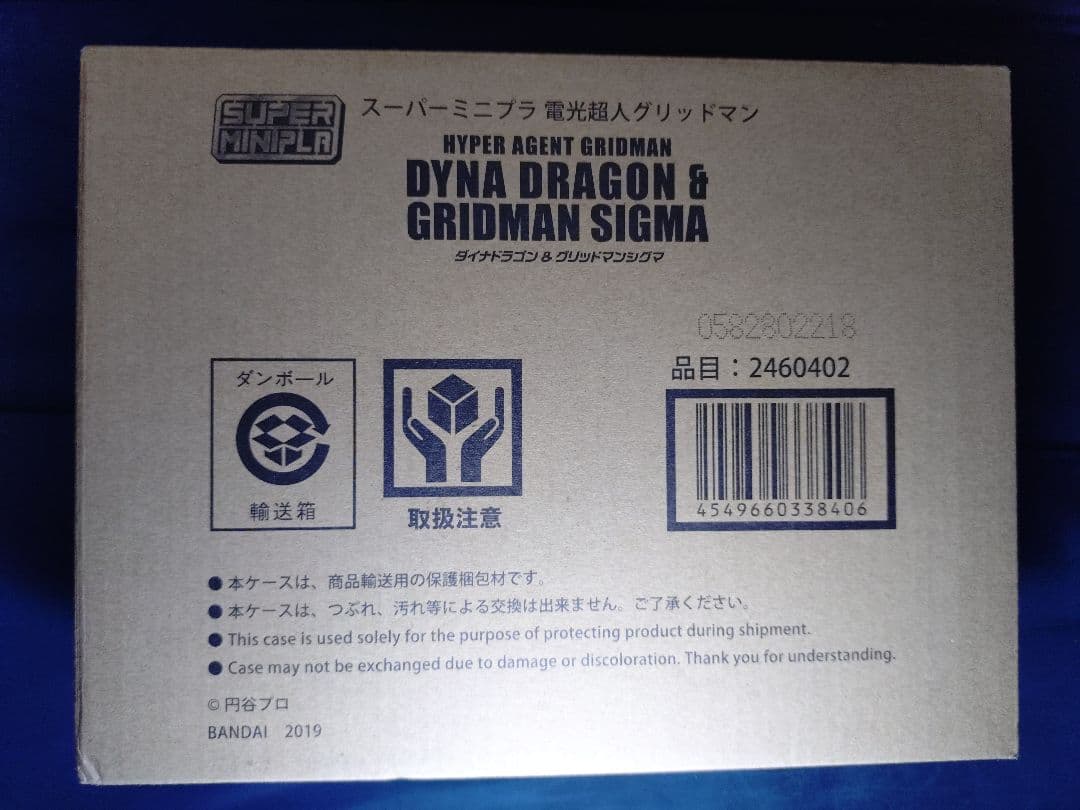 SUPER
MINIPLA
スーパーミニプラ 電光超人グリッドマン
HYPER AGENT GRIDMAN
DYNA DRAGON &
GRIDMAN SIGMA
ダイナドラゴン & グリッドマンシグマ
0582802218
品目：2460402
4549660338406
ダンボール
輸送箱
取扱注意
● 本ケースは、商品輸送用の保護梱包材です。
● 本ケースは、つぶれ、汚れ等による交換は出来ません。ご了承ください。
● This case is used solely for the purpose of protecting product during shipment.
● Case may not be exchanged due to damage or discoloration. Thank you for understanding.
© 円谷プロ
BANDAI 2019